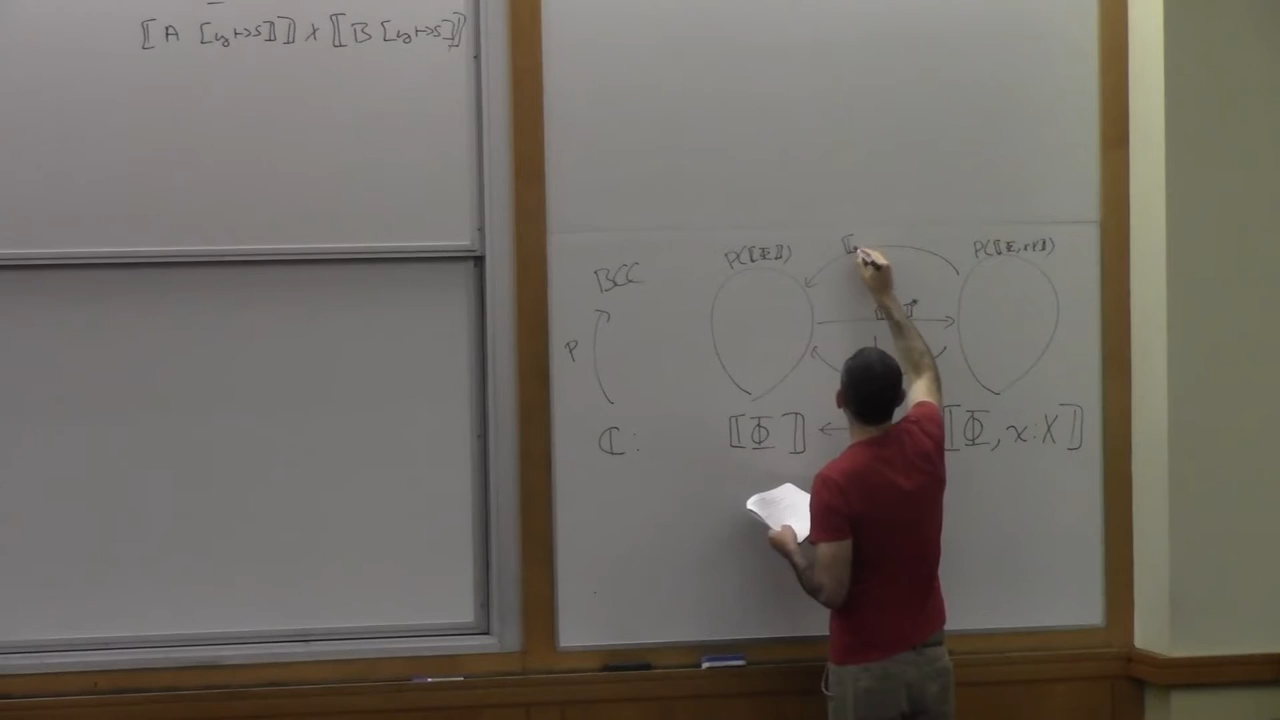 ⟦A [y↦s]⟧ × ⟦B [y↦s]⟧
BCC
P
ℂ:
P(⟦Φ⟧)
P(⟦Φ, x:X⟧)
⟦Φ⟧ ←
⟦Φ, x:X⟧